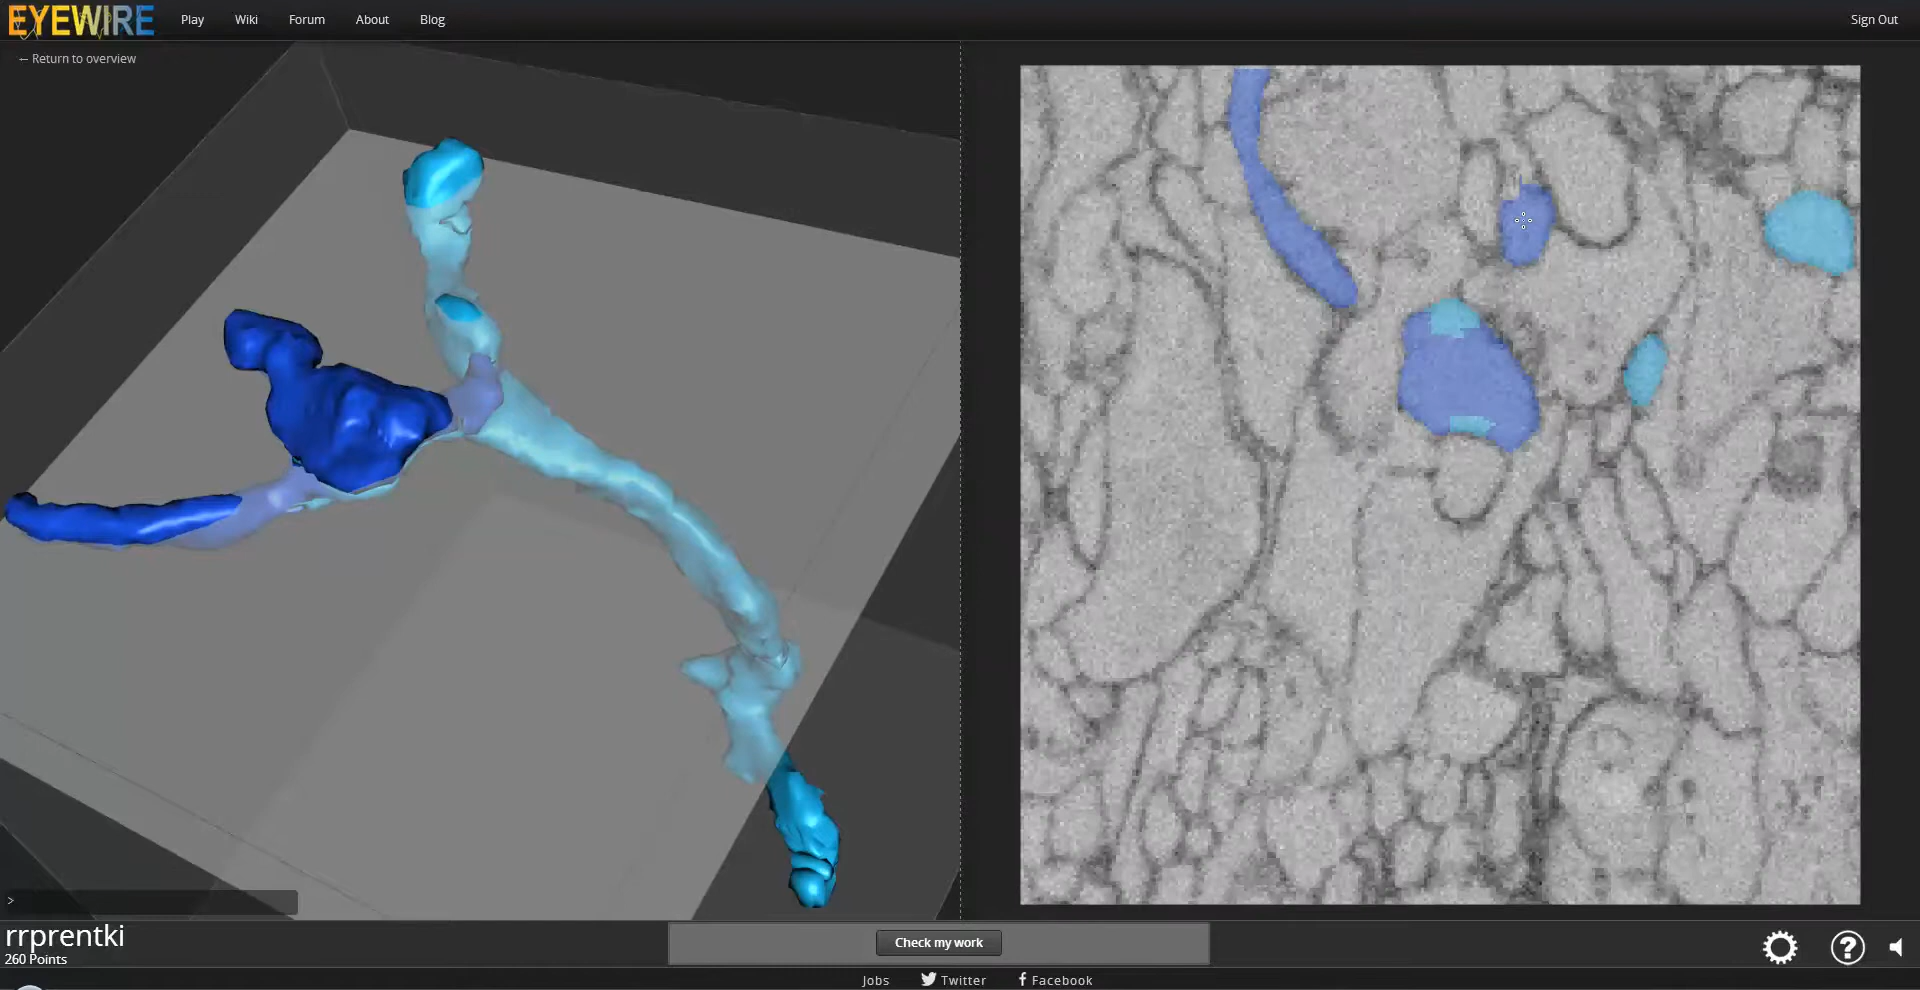 EYEWIRE Play Wiki Forum About Blog Sign Out
← Return to overview
>
rrprentki
260 Points
Check my work
?
Jobs Twitter Facebook